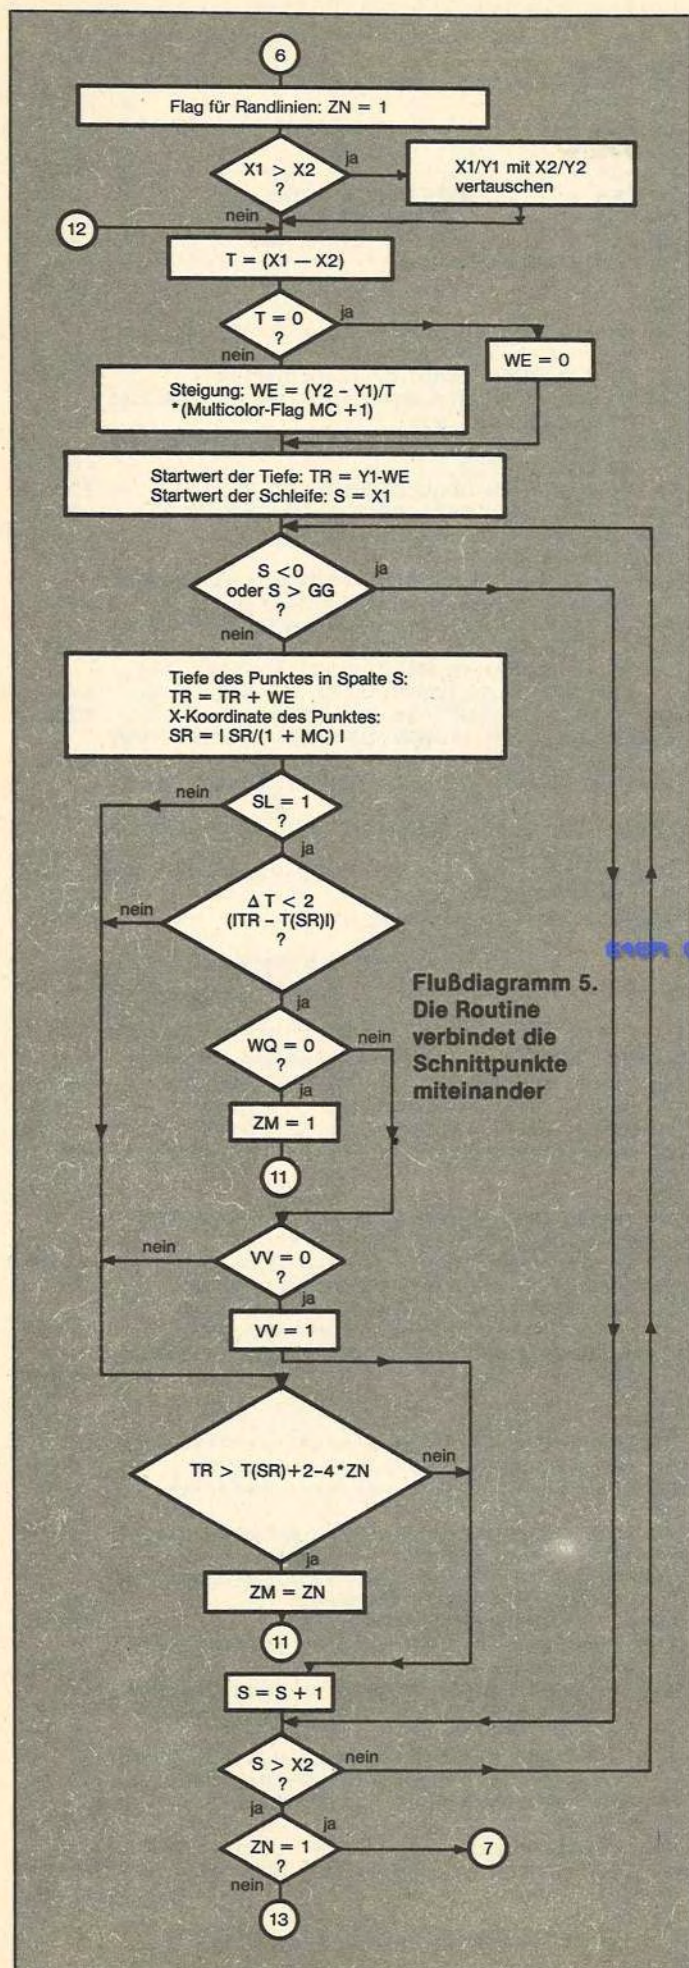 6
Flag für Randlinien: ZN = 1
X1 > X2
?
ja
X1/Y1 mit X2/Y2
vertauschen
nein
12
T = (X1 — X2)
T = 0
?
ja
nein
WE = 0
Steigung: WE = (Y2 - Y1)/T
*(Multicolor-Flag MC +1)
Startwert der Tiefe: TR = Y1-WE
Startwert der Schleife: S = X1
S <0
oder S > GG
?
ja
nein
Tiefe des Punktes in Spalte S:
TR = TR + WE
X-Koordinate des Punktes:
SR = I SR/(1 + MC) I
nein
SL = 1
?
ja
nein
Δ T < 2
(ITR - T(SR)I)
?
ja
Flußdiagramm 5.
Die Routine
verbindet die
Schnittpunkte
miteinander
WQ = 0
?
nein
ja
ZM = 1
11
nein
VV = 0
?
ja
VV = 1
TR > T(SR)+2-4*ZN
nein
ja
ZM = ZN
11
S = S + 1
S > X2
?
nein
ja
ZN = 1
?
ja
7
nein
13